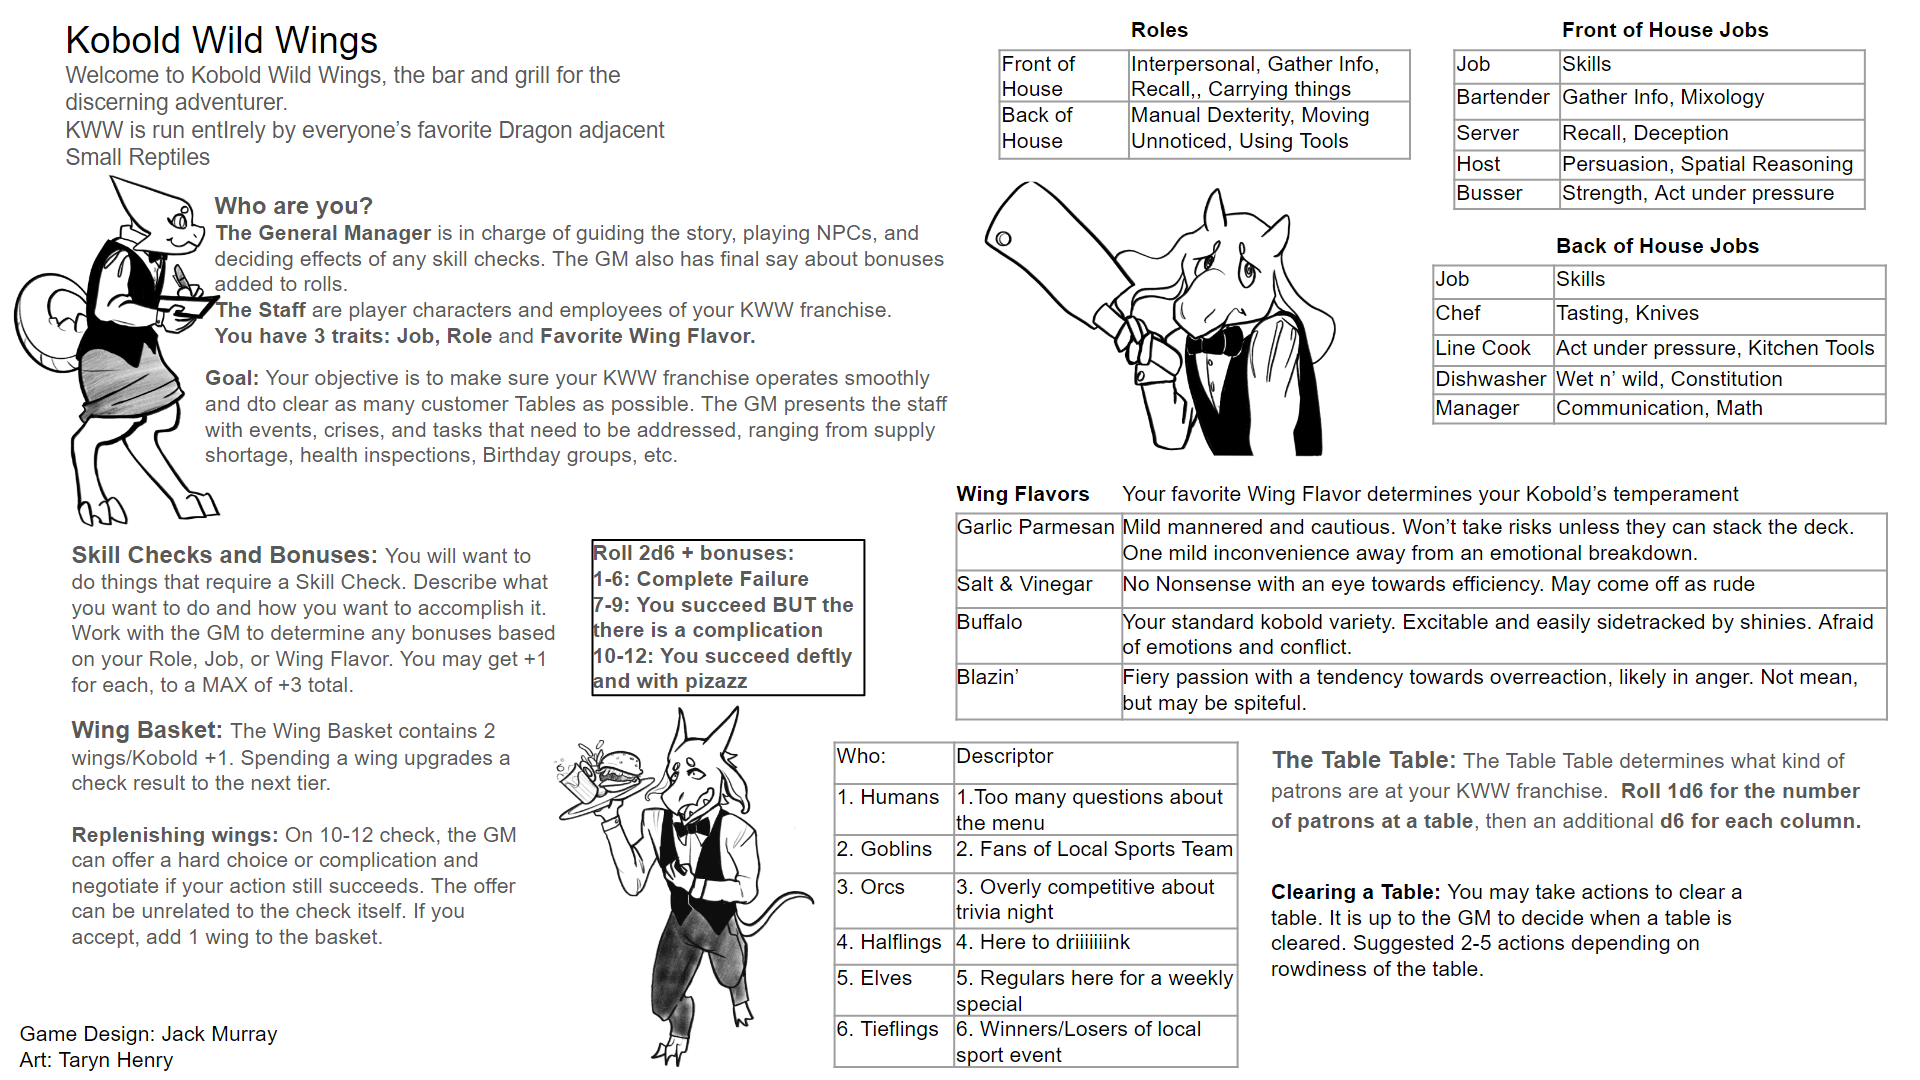 Kobold Wild Wings
Welcome to Kobold Wild Wings, the bar and grill for the
discerning adventurer.
KWW is run entIrely by everyone's favorite Dragon adjacent
Small Reptiles
Who are you?
The General Manager is in charge of guiding the story, playing NPCs, and
deciding effects of any skill checks. The GM also has final say about bonuses
added to rolls.
The Staff are player characters and employees of your KWW franchise.
You have 3 traits: Job, Role and Favorite Wing Flavor.
Goal: Your objective is to make sure your KWW franchise operates smoothly
and dto clear as many customer Tables as possible. The GM presents the staff
with events, crises, and tasks that need to be addressed, ranging from supply
shortage, health inspections, Birthday groups, etc.
Skill Checks and Bonuses: You will want to
do things that require a Skill Check. Describe what
you want to do and how you want to accomplish it.
Work with the GM to determine any bonuses based
on your Role, Job, or Wing Flavor. You may get +1
for each, to a MAX of +3 total.
Roll 2d6 + bonuses:
1-6: Complete Failure
7-9: You succeed BUT the
there is a complication
10-12: You succeed deftly
and with pizazz
Wing Basket: The Wing Basket contains 2
wings/Kobold +1. Spending a wing upgrades a
check result to the next tier.
Replenishing wings: On 10-12 check, the GM
can offer a hard choice or complication and
negotiate if your action still succeeds. The offer
can be unrelated to the check itself. If you
accept, add 1 wing to the basket.
Game Design: Jack Murray
Art: Taryn Henry
Roles
Front of House Interpersonal, Gather Info,
Recall,, Carrying things
Back of House Manual Dexterity, Moving
Unnoticed, Using Tools
Front of House Jobs
Job Skills
Bartender Gather Info, Mixology
Server Recall, Deception
Host Persuasion, Spatial Reasoning
Busser Strength, Act under pressure
Back of House Jobs
Job Skills
Chef Tasting, Knives
Line Cook Act under pressure, Kitchen Tools
Dishwasher Wet n' wild, Constitution
Manager Communication, Math
Wing Flavors Your favorite Wing Flavor determines your Kobold's temperament
Garlic Parmesan Mild mannered and cautious. Won't take risks unless they can stack the deck.
One mild inconvenience away from an emotional breakdown.
Salt & Vinegar No Nonsense with an eye towards efficiency. May come off as rude
Buffalo Your standard kobold variety. Excitable and easily sidetracked by shinies. Afraid
of emotions and conflict.
Blazin' Fiery passion with a tendency towards overreaction, likely in anger. Not mean,
but may be spiteful.
Who: Descriptor
1. Humans 1.Too many questions about
the menu
2. Goblins 2. Fans of Local Sports Team
3. Orcs 3. Overly competitive about
trivia night
4. Halflings 4. Here to driiiiiiink
5. Elves 5. Regulars here for a weekly
special
6. Tieflings 6. Winners/Losers of local
sport event
The Table Table: The Table Table determines what kind of
patrons are at your KWW franchise. Roll 1d6 for the number
of patrons at a table, then an additional d6 for each column.
Clearing a Table: You may take actions to clear a
table. It is up to the GM to decide when a table is
cleared. Suggested 2-5 actions depending on
rowdiness of the table.